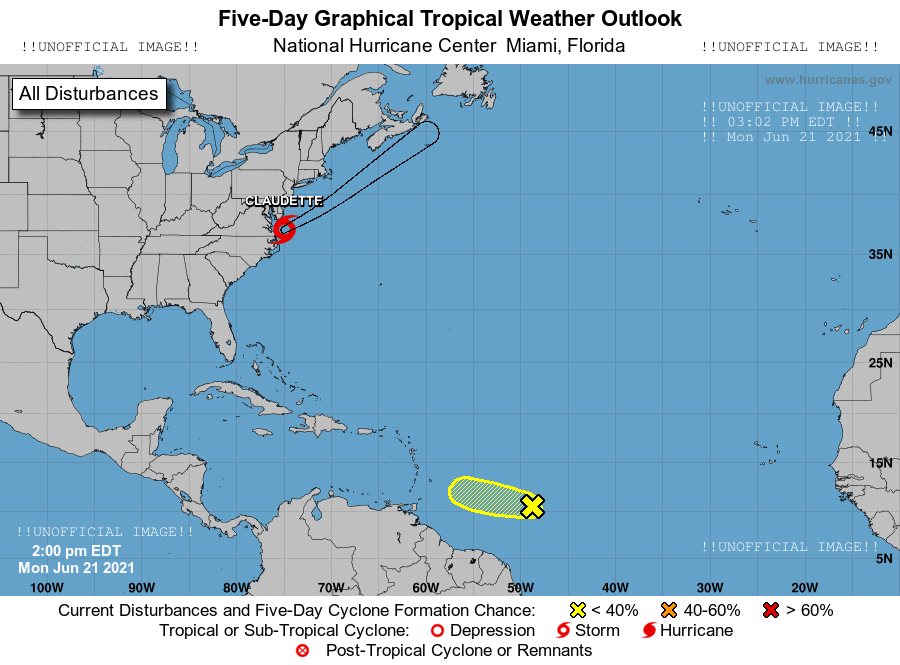 Five-Day Graphical Tropical Weather Outlook
!!UNOFFICIAL IMAGE!! National Hurricane Center Miami, Florida !!UNOFFICIAL IMAGE!!
All Disturbances
www.hurricanes.gov
!!UNOFFICIAL IMAGE!!
!! 03:02 PM EDT !!
!! Mon Jun 21 2021 !!
45N
CLAUDETTE
35N
25N
15N
!!UNOFFICIAL IMAGE!!
2:00 pm EDT
Mon Jun 21 2021
!!UNOFFICIAL IMAGE!!
5N
100W 90W 80W 70W 60W 50W 40W 30W 20W
Current Disturbances and Five-Day Cyclone Formation Chance: < 40% 40-60% > 60%
Tropical or Sub-Tropical Cyclone: Depression Storm Hurricane
Post-Tropical Cyclone or Remnants